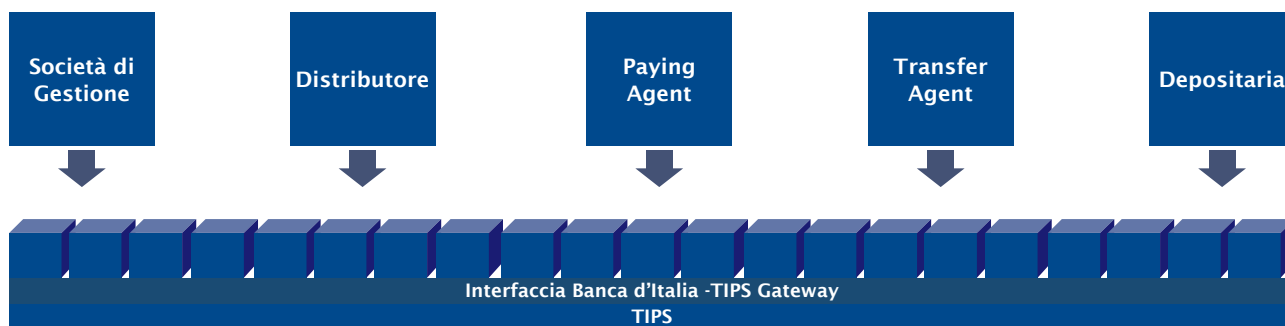 Società di
Gestione
Distributore
Paying
Agent
Transfer
Agent
Depositaria
Interfaccia Banca d'Italia -TIPS Gateway
TIPS